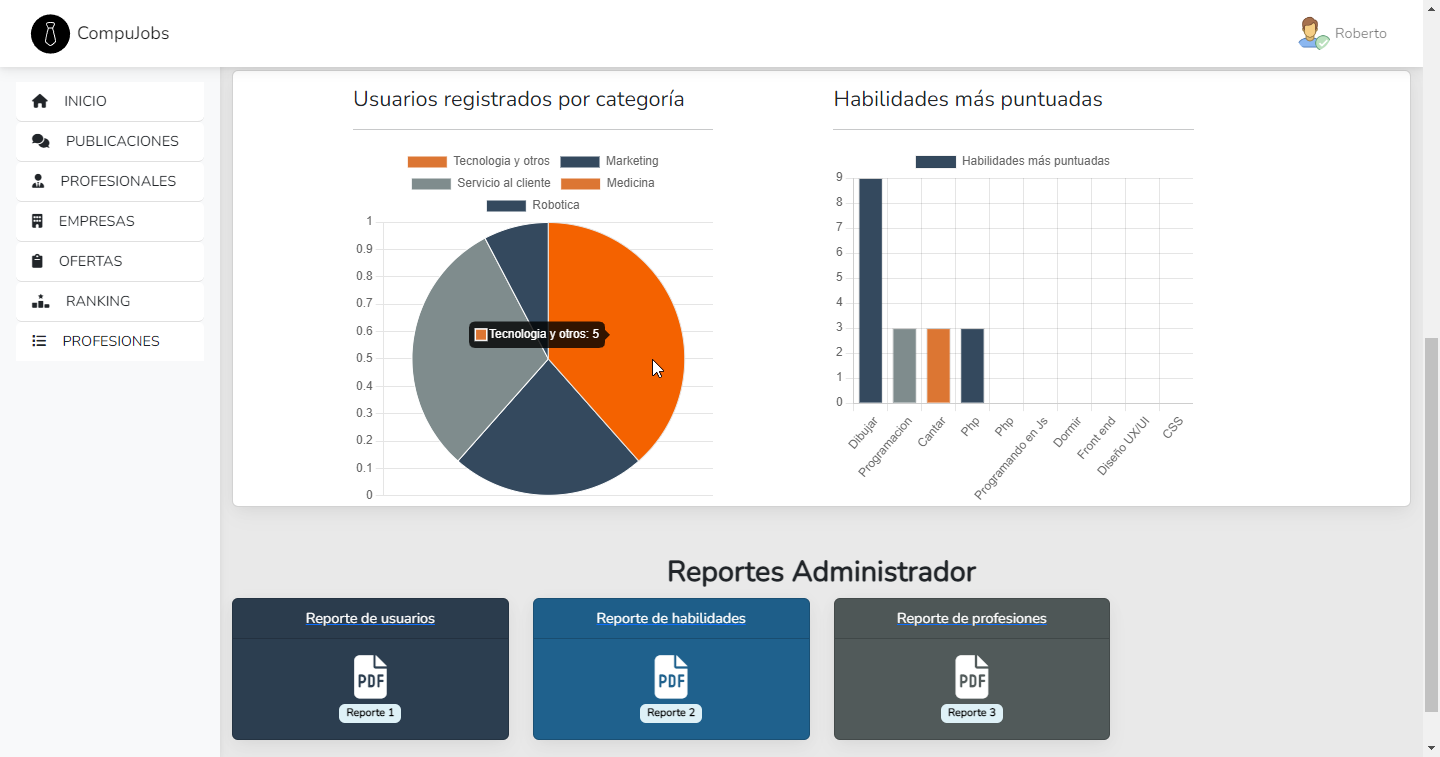 CompuJobs
Roberto
INICIO
PUBLICACIONES
PROFESIONALES
EMPRESAS
OFERTAS
RANKING
PROFESIONES
Usuarios registrados por categoría
Tecnologia y otros Marketing
Servicio al cliente Medicina
Robotica
1
0.9
0.8
0.7
0.6
0.5
0.4
0.3
0.2
0.1
0
Tecnologia y otros: 5
Habilidades más puntuadas
Habilidades más puntuadas
9
8
7
6
5
4
3
2
1
0
Dibujar
Programacion
Cantar
Php
Php
Programando en Js
Dormir
Front end
Diseño UX/UI
CSS
Reportes Administrador
Reporte de usuarios
PDF
Reporte 1
Reporte de habilidades
PDF
Reporte 2
Reporte de profesiones
PDF
Reporte 3